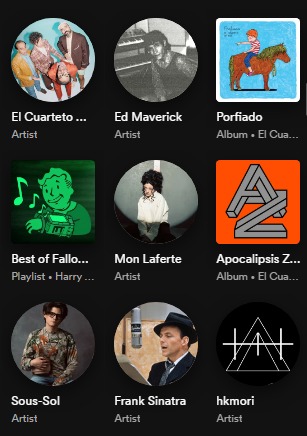 El Cuarteto ...
Artist
Ed Maverick
Artist
Porfiado
Album • El Cua...
Best of Fallo...
Playlist • Harry ...
Mon Laferte
Artist
Apocalipsis Z...
Album • El Cua...
Sous-Sol
Artist
Frank Sinatra
Artist
hkmori
Artist